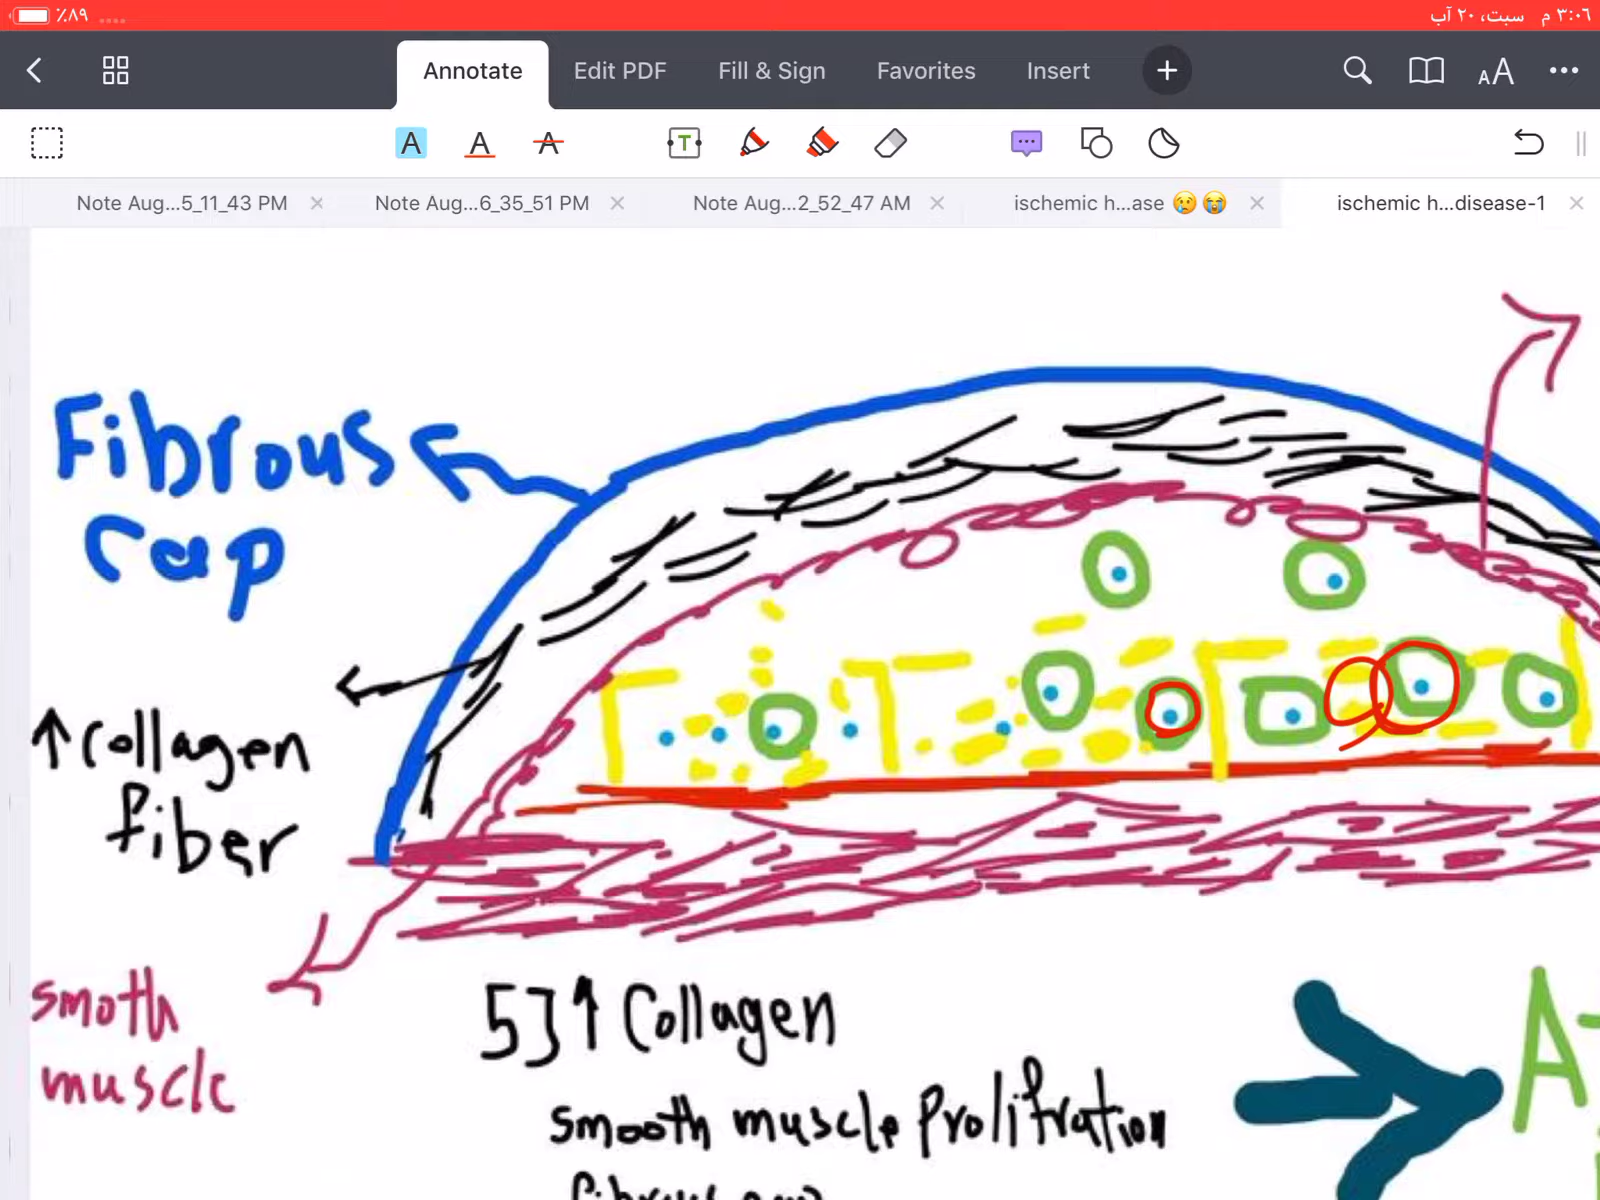 ٪٨٩
٣:٠٦ م سبت، ٢٠ آب
Annotate Edit PDF Fill & Sign Favorites Insert
Note Aug...5_11_43 PM Note Aug...6_35_51 PM Note Aug...2_52_47 AM ischemic h...ase 😢😭 ischemic h...disease-1
Fibrous
cap
↑ Collagen
fiber
smoth
muscle
5] ↑ Collagen
smooth muscle Prolifration